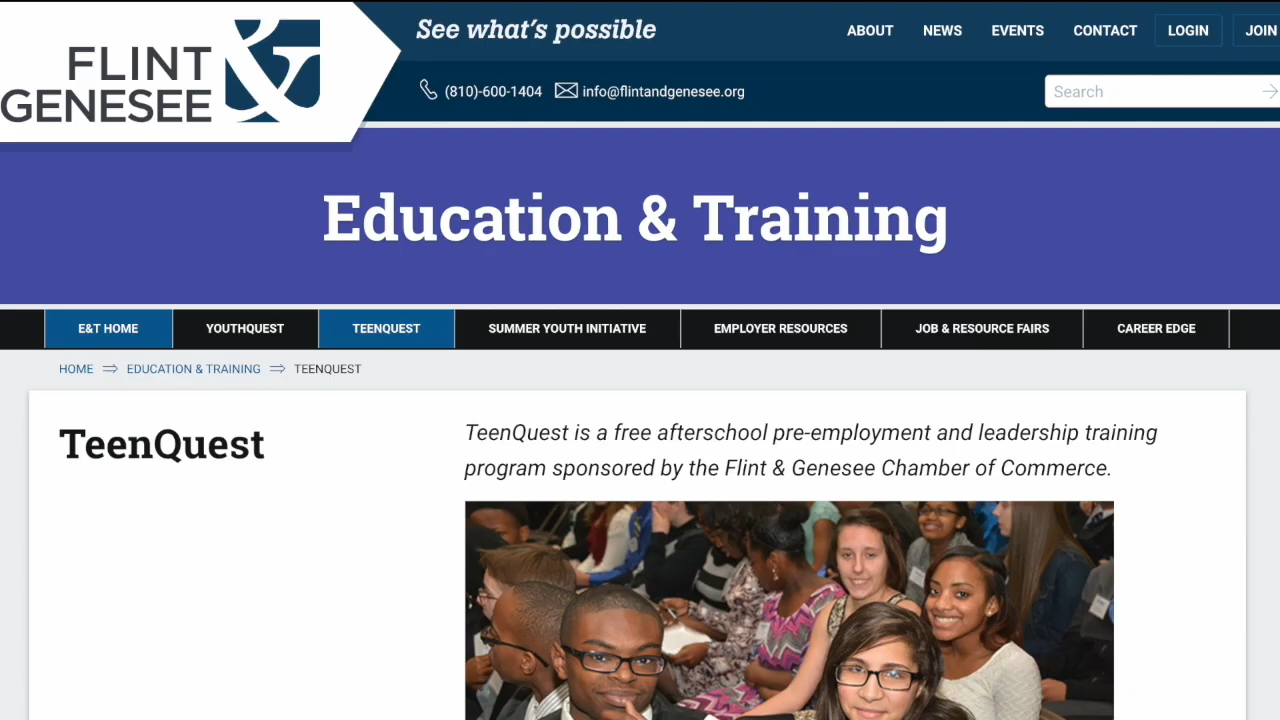 FLINT
GENESEE
&
See what's possible
ABOUT NEWS EVENTS CONTACT LOGIN JOIN
(810)-600-1404 info@flintandgenesee.org
Search
Education & Training
E&T HOME YOUTHQUEST TEENQUEST SUMMER YOUTH INITIATIVE EMPLOYER RESOURCES JOB & RESOURCE FAIRS CAREER EDGE
HOME ⇒ EDUCATION & TRAINING ⇒ TEENQUEST
TeenQuest
TeenQuest is a free afterschool pre-employment and leadership training
program sponsored by the Flint & Genesee Chamber of Commerce.